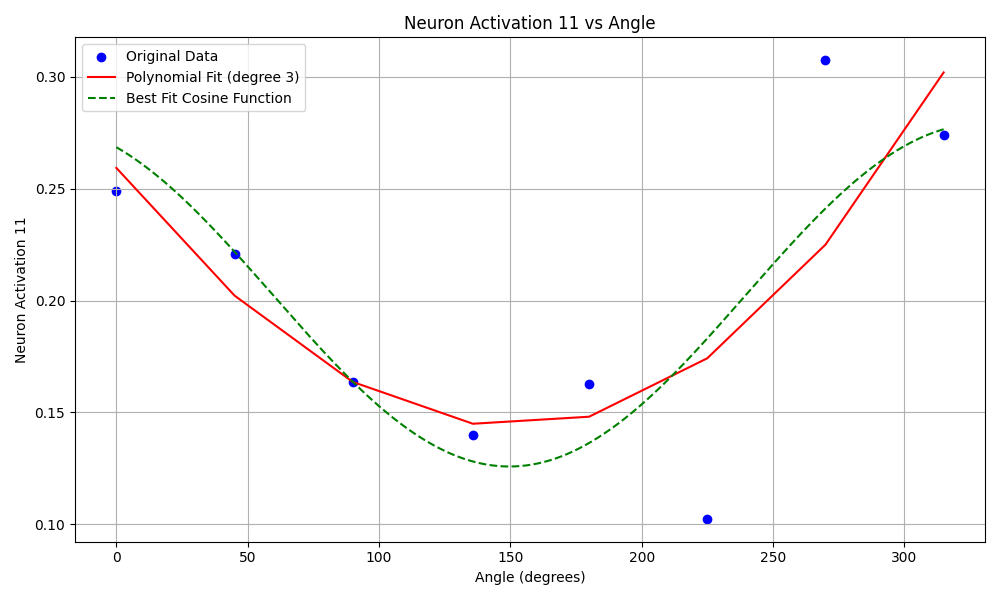 Neuron Activation 11 vs Angle
Original Data
Polynomial Fit (degree 3)
Best Fit Cosine Function
Neuron Activation 11
0.30
0.25
0.20
0.15
0.10
0
50
100
150
200
250
300
Angle (degrees)